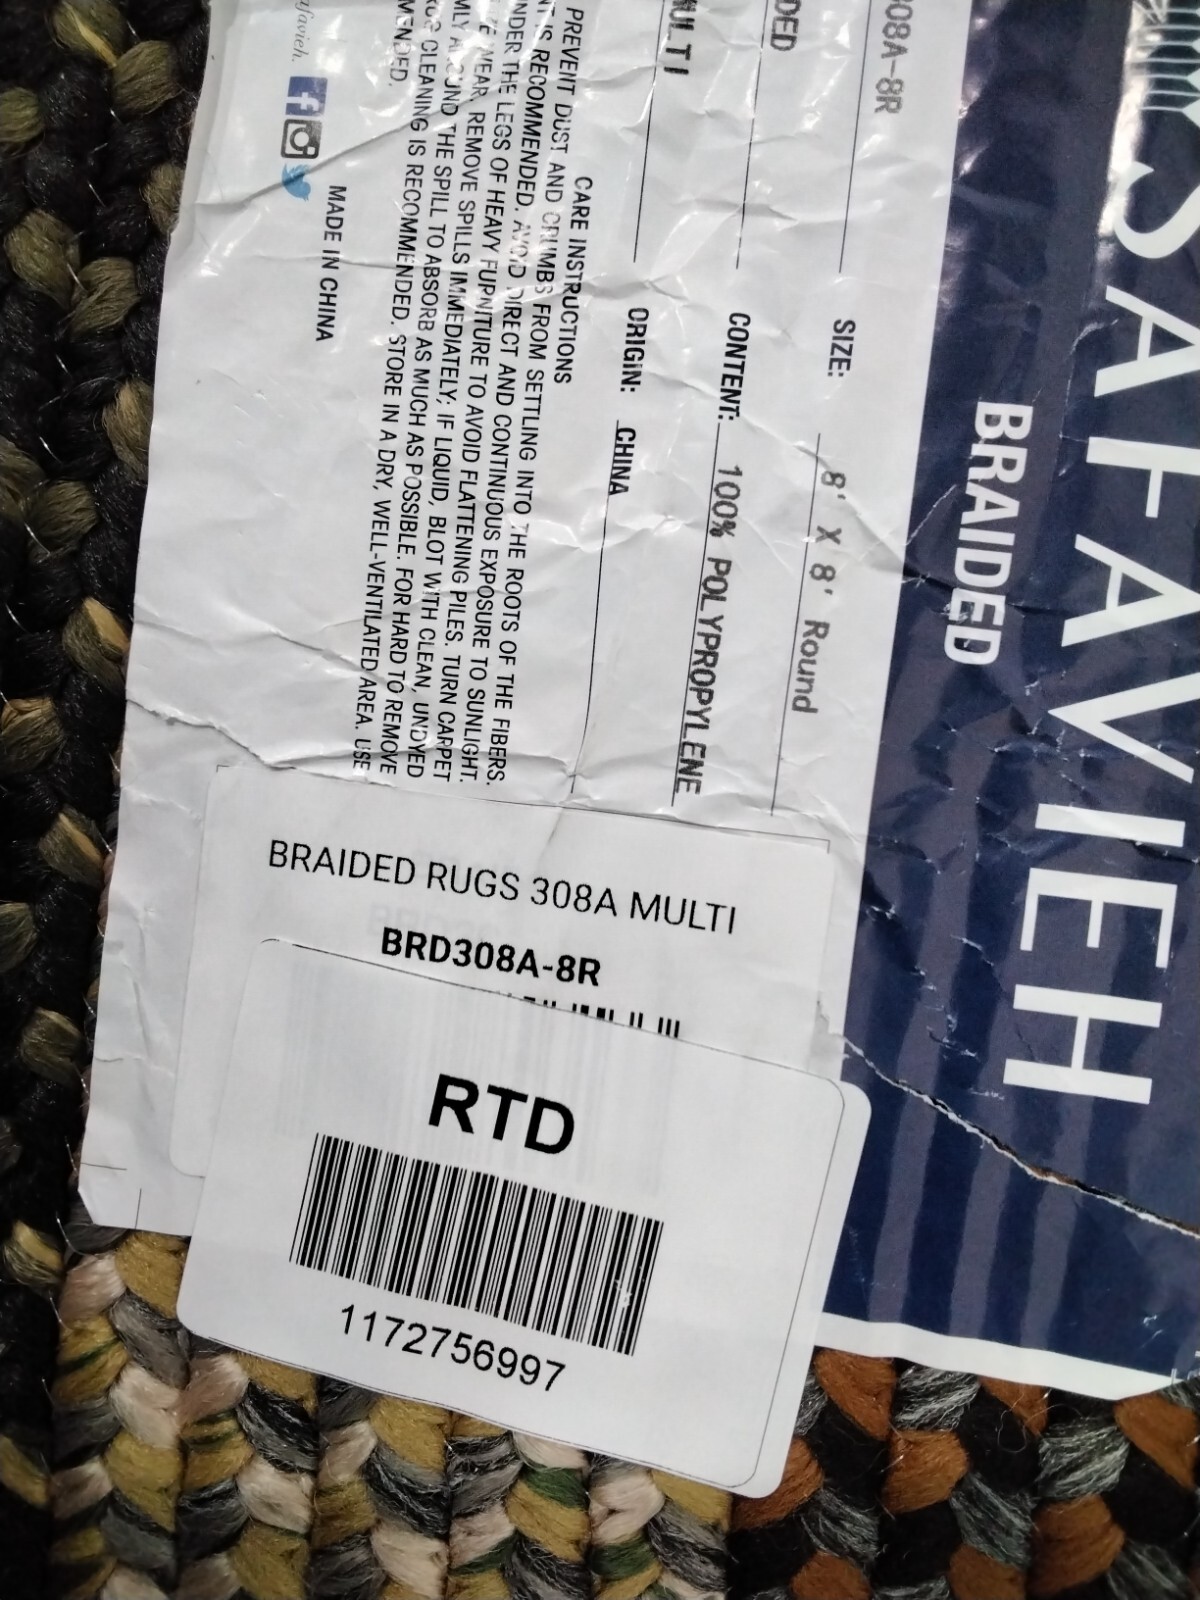 SAFAVIEH
BRAIDED
308A-8R
SIZE: 8' X 8' Round
DED
CONTENT: 100% POLYPROPYLENE
MULTI
ORIGIN: CHINA
CARE INSTRUCTIONS
PREVENT DUST AND CRUMBS FROM SETTLING INTO THE ROOTS OF THE FIBERS.
IS RECOMMENDED. AVOID DIRECT AND CONTINUOUS EXPOSURE TO SUNLIGHT.
UNDER THE LEGS OF HEAVY FURNITURE TO AVOID FLATTENING PILES. TURN CARPET
WEAR. REMOVE SPILLS IMMEDIATELY; IF LIQUID, BLOT WITH CLEAN, UNDYED
AROUND THE SPILL TO ABSORB AS MUCH AS POSSIBLE. FOR HARD TO REMOVE
CLEANING IS RECOMMENDED. STORE IN A DRY, WELL-VENTILATED AREA. USE
MENDED.
MADE IN CHINA
afavieh.
BRAIDED RUGS 308A MULTI
BRD308A-8R
RTD
1172756997